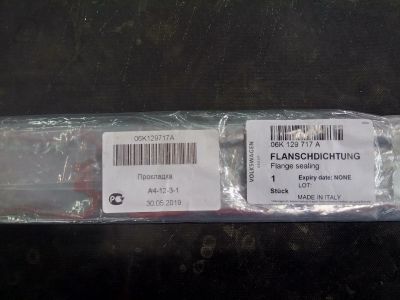 06K129717A
Прокладка
А4-12-3-1
30.05.2019
VOLKSWAGEN
06K 129 717 A
FLANSCHDICHTUNG
Flange sealing
1 Expiry date: NONE
LOT:
Stück
MADE IN ITALY